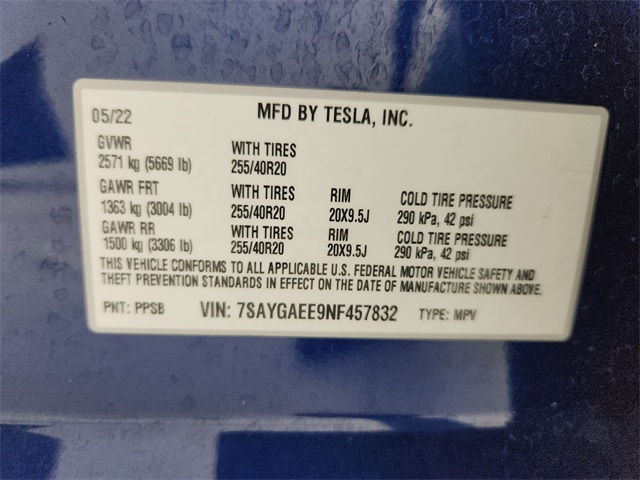 05/22 MFD BY TESLA, INC.
GVWR WITH TIRES
2571 kg (5669 lb) 255/40R20
GAWR FRT WITH TIRES RIM COLD TIRE PRESSURE
1363 kg (3004 lb) 255/40R20 20X9.5J 290 kPa, 42 psi
GAWR RR WITH TIRES RIM COLD TIRE PRESSURE
1500 kg (3306 lb) 255/40R20 20X9.5J 290 kPa, 42 psi
THIS VEHICLE CONFORMS TO ALL APPLICABLE U.S. FEDERAL MOTOR VEHICLE SAFETY AND
THEFT PREVENTION STANDARDS IN EFFECT ON THE DATE OF MANUFACTURE SHOWN ABOVE.
PNT: PPSB VIN: 7SAYGAEE9NF457832 TYPE: MPV